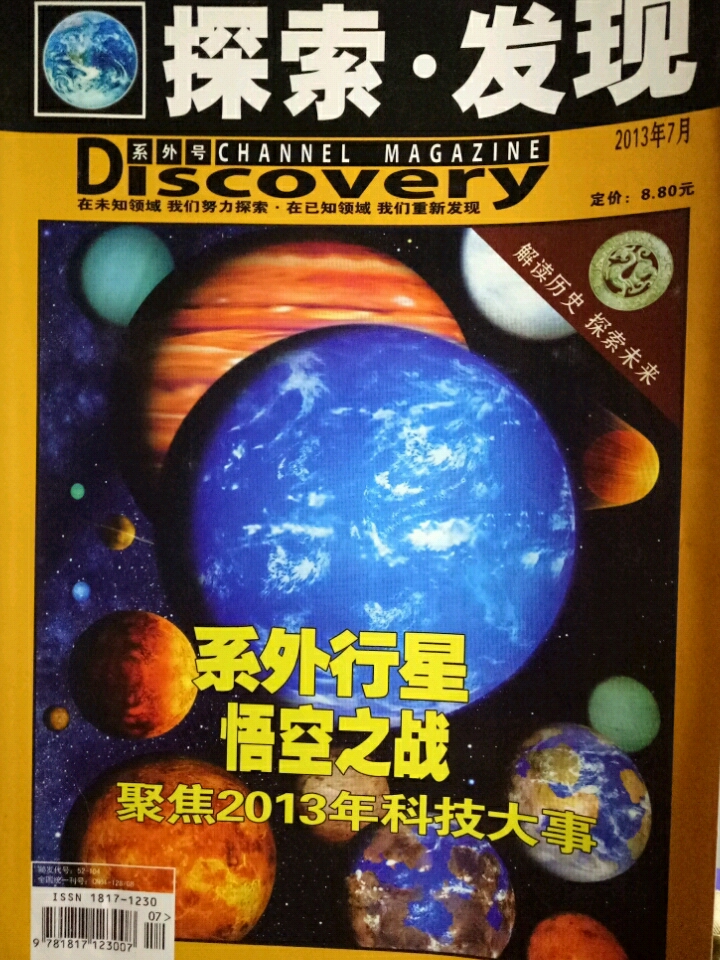 探索·发现
2013年7月
系外号 CHANNEL MAGAZINE
Discovery
定价：8.80元
在未知领域 我们努力探索·在已知领域 我们重新发现
解读历史 探索未来
系外行星
悟空之战
聚焦2013年科技大事
ISSN 1817-1230
07>
9 781817 123007